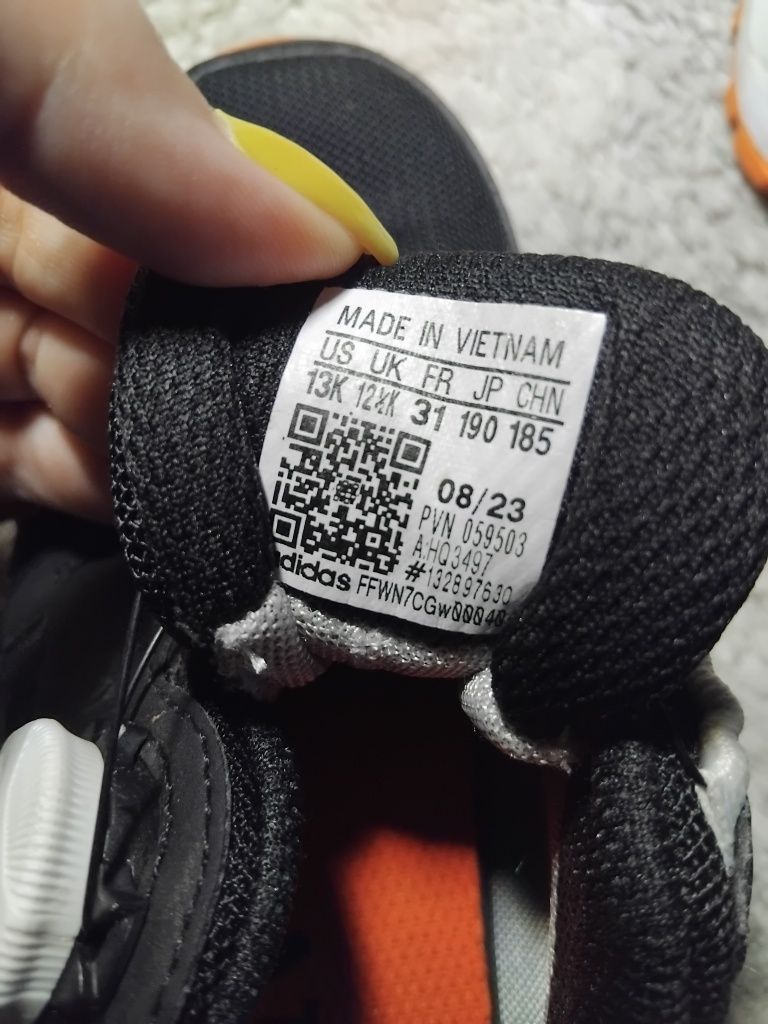 MADE IN VIETNAM
US UK FR JP CHN
13K 12½K 31 190 185
08/23
PVN 059503
A:HQ3497
#132897630
adidas FFWN7CGw00040